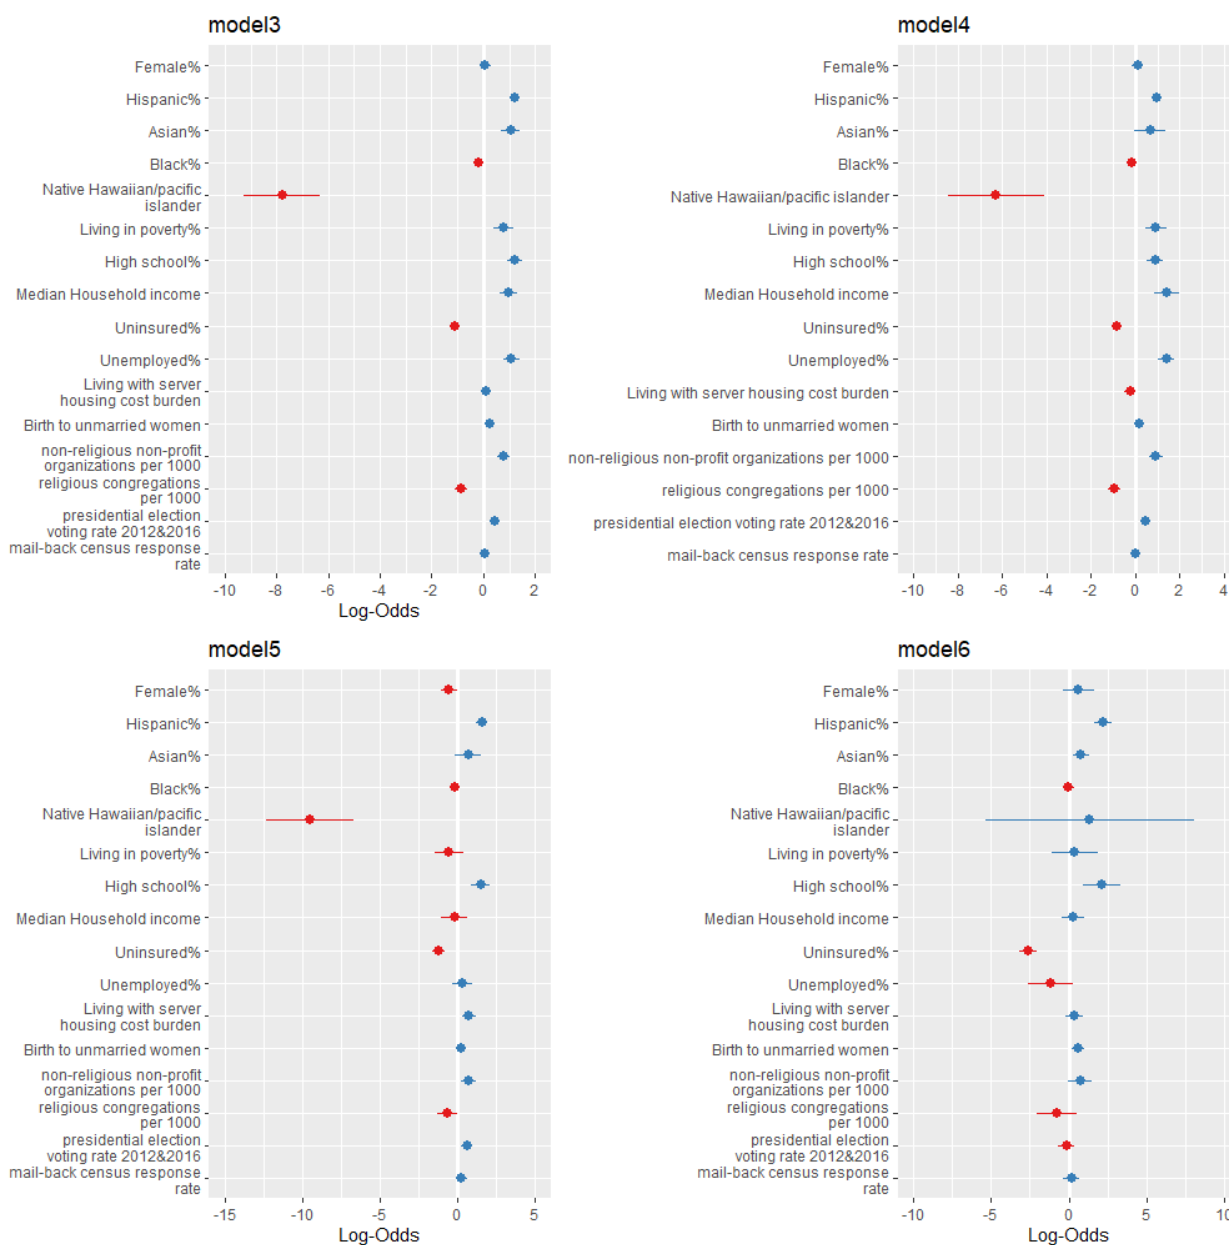 model3
Female%
Hispanic%
Asian%
Black%
Native Hawaiian/pacific
islander
Living in poverty%
High school%
Median Household income
Uninsured%
Unemployed%
Living with server
housing cost burden
Birth to unmarried women
non-religious non-profit
organizations per 1000
religious congregations
per 1000
presidential election
voting rate 2012&2016
mail-back census response
rate
-10 -8 -6 -4 -2 0 2
Log-Odds
model4
Female%
Hispanic%
Asian%
Black%
Native Hawaiian/pacific islander
Living in poverty%
High school%
Median Household income
Uninsured%
Unemployed%
Living with server housing cost burden
Birth to unmarried women
non-religious non-profit organizations per 1000
religious congregations per 1000
presidential election voting rate 2012&2016
mail-back census response rate
-10 -8 -6 -4 -2 0 2 4
model5
Female%
Hispanic%
Asian%
Black%
Native Hawaiian/pacific
islander
Living in poverty%
High school%
Median Household income
Uninsured%
Unemployed%
Living with server
housing cost burden
Birth to unmarried women
non-religious non-profit
organizations per 1000
religious congregations
per 1000
presidential election
voting rate 2012&2016
mail-back census response
rate
-15 -10 -5 0 5
Log-Odds
model6
Female%
Hispanic%
Asian%
Black%
Native Hawaiian/pacific
islander
Living in poverty%
High school%
Median Household income
Uninsured%
Unemployed%
Living with server
housing cost burden
Birth to unmarried women
non-religious non-profit
organizations per 1000
religious congregations
per 1000
presidential election
voting rate 2012&2016
mail-back census response
rate
-10 -5 0 5 10
Log-Odds